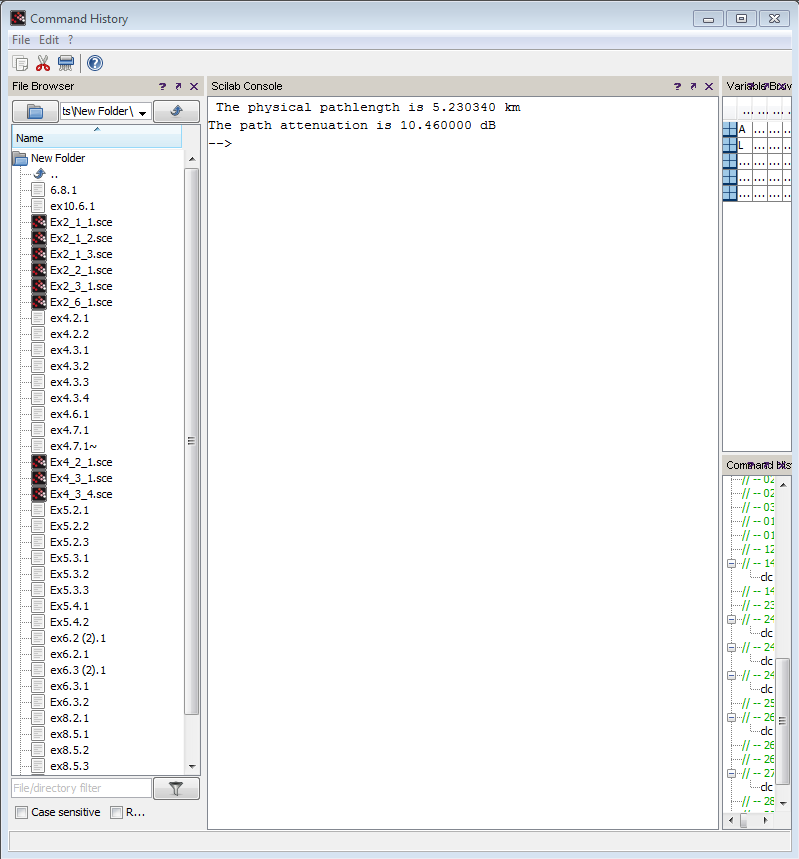 Command History
File Edit ?
File Browser ? x
ts\New Folder\
Name
New Folder
..
6.8.1
ex10.6.1
Ex2_1_1.sce
Ex2_1_2.sce
Ex2_1_3.sce
Ex2_2_1.sce
Ex2_3_1.sce
Ex2_6_1.sce
ex4.2.1
ex4.2.2
ex4.3.1
ex4.3.2
ex4.3.3
ex4.3.4
ex4.6.1
ex4.7.1
ex4.7.1~
Ex4_2_1.sce
Ex4_3_1.sce
Ex4_3_4.sce
Ex5.2.1
Ex5.2.2
Ex5.2.3
Ex5.3.1
Ex5.3.2
Ex5.3.3
Ex5.4.1
Ex5.4.2
ex6.2 (2).1
ex6.2.1
ex6.3 (2).1
ex6.3.1
Ex6.3.2
ex8.2.1
ex8.5.1
ex8.5.2
ex8.5.3
File/directory filter
Case sensitive R...
Scilab Console ? x
The physical pathlength is 5.230340 km
The path attenuation is 10.460000 dB
-->
... ... ...
A ... ... ...
L ... ... ...
... ... ... ...
... ... ... ...
... ... ... ...
Command
// -- 02
// -- 02
// -- 03
// -- 01
// -- 01
// -- 12
// -- 14
clc
// -- 14
// -- 23
// -- 24
clc
// -- 24
clc
// -- 24
clc
// -- 25
// -- 26
clc
// -- 26
// -- 26
// -- 27
clc
// -- 28